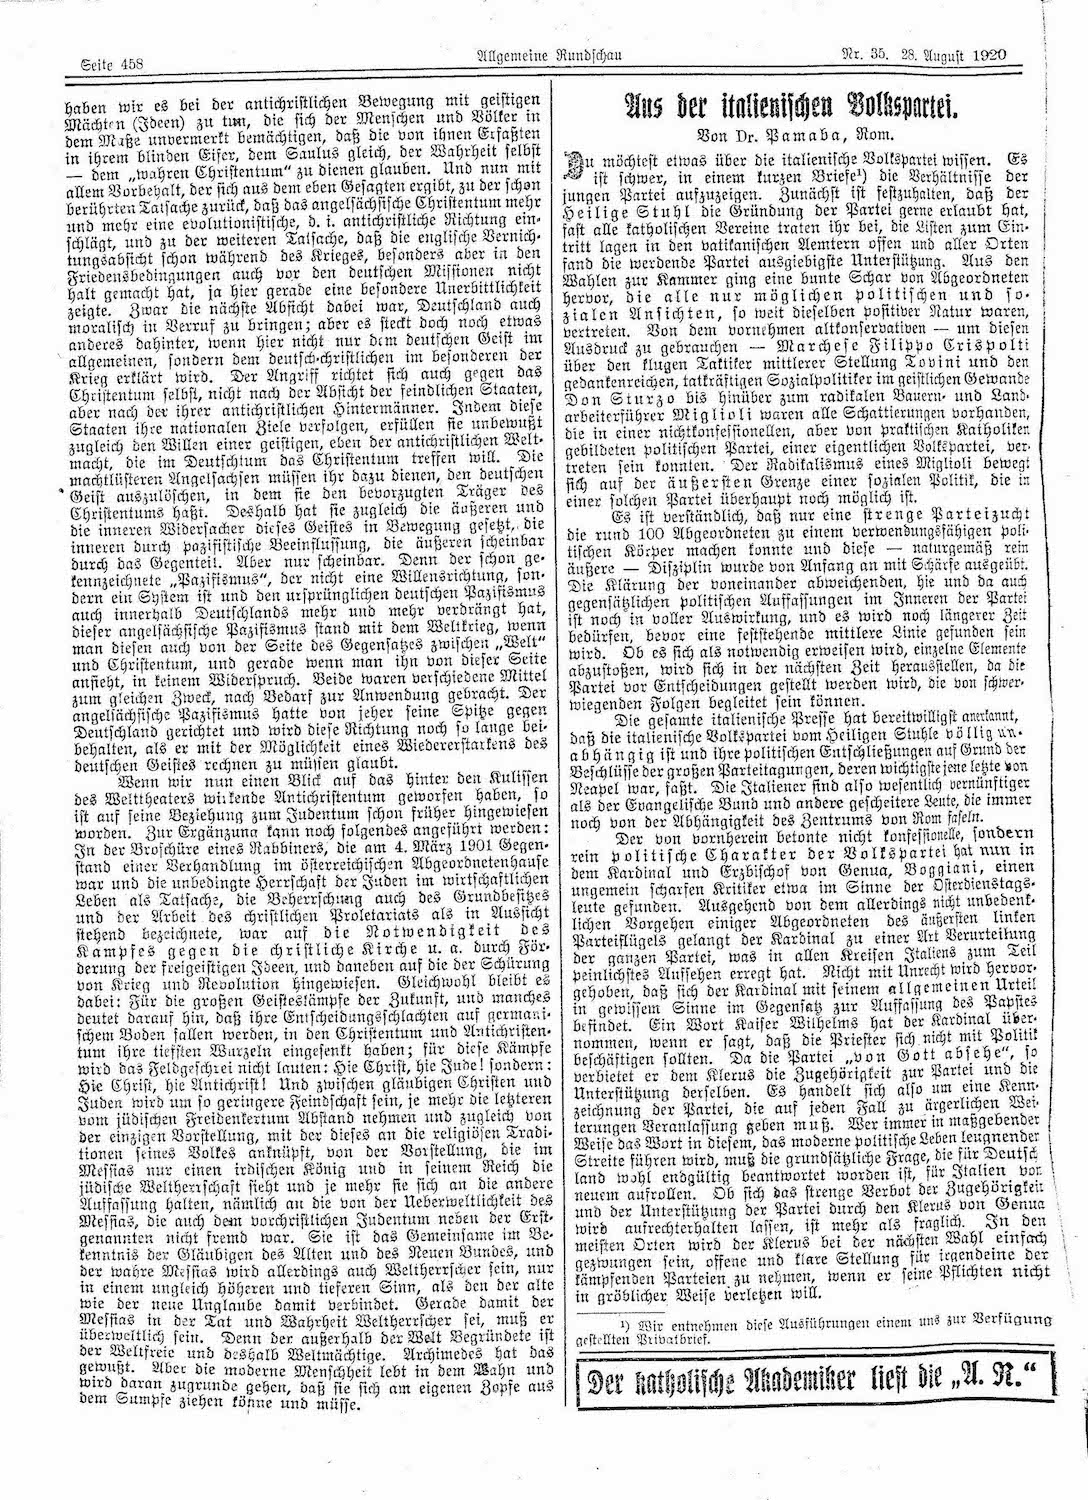 Seite 458
Allgemeine Rundschau
Nr. 35. 28. August 1920
haben wir es bei der antichristlichen Bewegung mit geistigen
Mächten (Ideen) zu tun, die sich der Menschen und Völker in
dem Maße unvermerkt bemächtigen, daß die von ihnen Erfaßten
in ihrem blinden Eifer, dem Saulus gleich, der Wahrheit selbst
— dem „wahren Christentum“ zu dienen glauben. Und nun mit
allem Vorbehalt, der sich aus dem eben Gesagten ergibt, zu der schon
berührten Tatsache zurück, daß das angelsächsische Christentum mehr
und mehr eine evolutionistische, d. i. antichristliche Richtung ein-
schlägt, und zu der weiteren Tatsache, daß die englische Vernich-
tungsabsicht schon während des Krieges, besonders aber in den
Friedensbedingungen auch vor den deutschen Missionen nicht
halt gemacht hat, ja hier gerade eine besondere Unerbittlichkeit
zeigte. Zwar die nächste Absicht dabei war, Deutschland auch
moralisch in Verruf zu bringen; aber es steckt doch noch etwas
anderes dahinter, wenn hier nicht nur dem deutschen Geist im
allgemeinen, sondern dem deutsch-christlichen im besonderen der
Krieg erklärt wird. Der Angriff richtet sich auch gegen das
Christentum selbst, nicht nach der Absicht der feindlichen Staaten,
aber nach der ihrer antichristlichen Hintermänner. Indem diese
Staaten ihre nationalen Ziele verfolgen, erfüllen sie unbewußt
zugleich den Willen einer geistigen, eben der antichristlichen Welt-
macht, die im Deutschtum das Christentum treffen will. Die
machtlüsteren Angelsachsen müssen ihr dazu dienen, den deutschen
Geist auszulöschen, in dem sie den bevorzugten Träger des
Christentums haßt. Deshalb hat sie zugleich die äußeren und
die inneren Widersacher dieses Geistes in Bewegung gesetzt, die
inneren durch pazifistische Beeinflussung, die äußeren scheinbar
durch das Gegenteil. Aber nur scheinbar. Denn der schon ge-
kennzeichnete „Pazifismus“, der nicht eine Willensrichtung, son-
dern ein System ist und den ursprünglichen deutschen Pazifismus
auch innerhalb Deutschlands mehr und mehr verdrängt hat,
dieser angelsächsische Pazifismus stand mit dem Weltkrieg, wenn
man diesen auch von der Seite des Gegensatzes zwischen „Welt“
und Christentum, und gerade wenn man ihn von dieser Seite
ansieht, in keinem Widerspruch. Beide waren verschiedene Mittel
zum gleichen Zweck, nach Bedarf zur Anwendung gebracht. Der
angelsächsische Pazifismus hatte von jeher seine Spitze gegen
Deutschland gerichtet und wird diese Richtung noch so lange bei-
behalten, als er mit der Möglichkeit eines Wiedererstarkens des
deutschen Geistes rechnen zu müssen glaubt.
Wenn wir nun einen Blick auf das hinter den Kulissen
des Welttheaters wirkende Antichristentum geworfen haben, so
ist auf seine Beziehung zum Judentum schon früher hingewiesen
worden. Zur Ergänzung kann noch folgendes angeführt werden:
In der Broschüre eines Rabbiners, die am 4. März 1901 Gegen-
stand einer Verhandlung im österreichischen Abgeordnetenhause
war und die unbedingte Herrschaft der Juden im wirtschaftlichen
Leben als Tatsache, die Beherrschung auch des Grundbesitzes
und der Arbeit des christlichen Proletariats als in Aussicht
stehend bezeichnete, war auf die Notwendigkeit des
Kampfes gegen die christliche Kirche u. a. durch För-
derung der freigeistigen Ideen, und daneben auf die der Schürung
von Krieg und Revolution hingewiesen. Gleichwohl bleibt es
dabei: Für die großen Geisteskämpfe der Zukunft, und manches
deutet darauf hin, daß ihre Entscheidungsschlachten auf germani-
schem Boden fallen werden, in den Christentum und Antichristen-
tum ihre tiefsten Wurzeln eingesenkt haben; für diese Kämpfe
wird das Feldgeschrei nicht lauten: Hie Christ, hie Jude! sondern:
Hie Christ, hie Antichrist! Und zwischen gläubigen Christen und
Juden wird um so geringere Feindschaft sein, je mehr die letzteren
vom jüdischen Freidenkertum Abstand nehmen und zugleich von
der einzigen Vorstellung, mit der dieses an die religiösen Tradi-
tionen seines Volkes anknüpft, von der Vorstellung, die im
Messias nur einen irdischen König und in seinem Reich die
jüdische Weltherrschaft sieht und je mehr sie sich an die andere
Auffassung halten, nämlich an die von der Ueberweltlichkeit des
Messias, die auch dem vorchristlichen Judentum neben der Erst-
genannten nicht fremd war. Sie ist das Gemeinsame im Be-
kenntnis der Gläubigen des Alten und des Neuen Bundes, und
der wahre Messias wird allerdings auch Weltherrscher sein, nur
in einem ungleich höheren und tieferen Sinn, als den der alte
wie der neue Unglaube damit verbindet. Gerade damit der
Messias in der Tat und Wahrheit Weltherrscher sei, muß er
überweltlich sein. Denn der außerhalb der Welt Begründete ist
der Weltfreie und deshalb Weltmächtige. Archimedes hat das
gewußt. Aber die moderne Menschheit lebt in dem Wahn und
wird daran zugrunde gehen, daß sie sich am eigenen Zopfe aus
dem Sumpfe ziehen könne und müsse.
Aus der italienischen Volkspartei.
Von Dr. Pamaba, Rom.
Du möchtest etwas über die italienische Volkspartei wissen. Es
ist schwer, in einem kurzen Briefe¹) die Verhältnisse der
jungen Partei aufzuzeigen. Zunächst ist festzuhalten, daß der
Heilige Stuhl die Gründung der Partei gerne erlaubt hat,
fast alle katholischen Vereine traten ihr bei, die Listen zum Ein-
tritt lagen in den vatikanischen Aemtern offen und aller Orten
fand die werdende Partei ausgiebigste Unterstützung. Aus den
Wahlen zur Kammer ging eine bunte Schar von Abgeordneten
hervor, die alle nur möglichen politischen und so-
zialen Ansichten, so weit dieselben positiver Natur waren,
vertreten. Von dem vornehmen altkonservativen — um diesen
Ausdruck zu gebrauchen — Marchese Filippo Crispolti
über den klugen Taktiker mittlerer Stellung Tovini und den
gedankenreichen, tatkräftigen Sozialpolitiker im geistlichen Gewande
Don Sturzo bis hinüber zum radikalen Bauern- und Land-
arbeiterführer Miglioli waren alle Schattierungen vorhanden,
die in einer nichtkonfessionellen, aber von praktischen Katholiken
gebildeten politischen Partei, einer eigentlichen Volkspartei, ver-
treten sein konnten. Der Radikalismus eines Miglioli bewegt
sich auf der äußersten Grenze einer sozialen Politik, die in
einer solchen Partei überhaupt noch möglich ist.
Es ist verständlich, daß nur eine strenge Parteizucht
die rund 100 Abgeordneten zu einem verwendungsfähigen poli-
tischen Körper machen konnte und diese — naturgemäß rein
äußere — Disziplin wurde von Anfang an mit Schärfe ausgeübt.
Die Klärung der voneinander abweichenden, hie und da auch
gegensätzlichen politischen Auffassungen im Inneren der Partei
ist noch in voller Auswirkung, und es wird noch längerer Zeit
bedürfen, bevor eine feststehende mittlere Linie gefunden sein
wird. Ob es sich als notwendig erweisen wird, einzelne Elemente
abzustoßen, wird sich in der nächsten Zeit herausstellen, da die
Partei vor Entscheidungen gestellt werden wird, die von schwer-
wiegenden Folgen begleitet sein können.
Die gesamte italienische Presse hat bereitwilligst anerkannt,
daß die italienische Volkspartei vom Heiligen Stuhle völlig un-
abhängig ist und ihre politischen Entschließungen auf Grund der
Beschlüsse der großen Parteitagungen, deren wichtigste jene letzte von
Neapel war, faßt. Die Italiener sind also wesentlich vernünftiger
als der Evangelische Bund und andere gescheitere Leute, die immer
noch von der Abhängigkeit des Zentrums von Rom faseln.
Der von vornherein betonte nicht konfessionelle, sondern
rein politische Charakter der Volkspartei hat nun in
dem Kardinal und Erzbischof von Genua, Boggiani, einen
ungemein scharfen Kritiker etwa im Sinne der Osterdienstags-
leute gefunden. Ausgehend von dem allerdings nicht unbedenk-
lichen Vorgehen einiger Abgeordneten des äußersten linken
Parteiflügels gelangt der Kardinal zu einer Art Verurteilung
der ganzen Partei, was in allen Kreisen Italiens zum Teil
peinlichstes Aufsehen erregt hat. Nicht mit Unrecht wird hervor-
gehoben, daß sich der Kardinal mit seinem allgemeinen Urteil
in gewissem Sinne im Gegensatz zur Auffassung des Papstes
befindet. Ein Wort Kaiser Wilhelms hat der Kardinal über-
nommen, wenn er sagt, daß die Priester sich nicht mit Politik
beschäftigen sollten. Da die Partei „von Gott absehe“, so
verbietet er dem Klerus die Zugehörigkeit zur Partei und die
Unterstützung derselben. Es handelt sich also um eine Kenn-
zeichnung der Partei, die auf jeden Fall zu ärgerlichen Wei-
terungen Veranlassung geben muß. Wer immer in maßgebender
Weise das Wort in diesem, das moderne politische Leben leugnender
Streite führen wird, muß die grundsätzliche Frage, die für Deutsch
land wohl endgültig beantwortet worden ist, für Italien von
neuem aufrollen. Ob sich das strenge Verbot der Zugehörigkeit
und der Unterstützung der Partei durch den Klerus von Genua
wird aufrechterhalten lassen, ist mehr als fraglich. In den
meisten Orten wird der Klerus bei der nächsten Wahl einfach
gezwungen sein, offene und klare Stellung für irgendeine der
kämpfenden Parteien zu nehmen, wenn er seine Pflichten nicht
in gröblicher Weise verletzen will.
¹) Wir entnehmen diese Ausführungen einem uns zur Verfügung
gestellten Privatbrief.
Der katholische Akademiker liest die „A. R.“